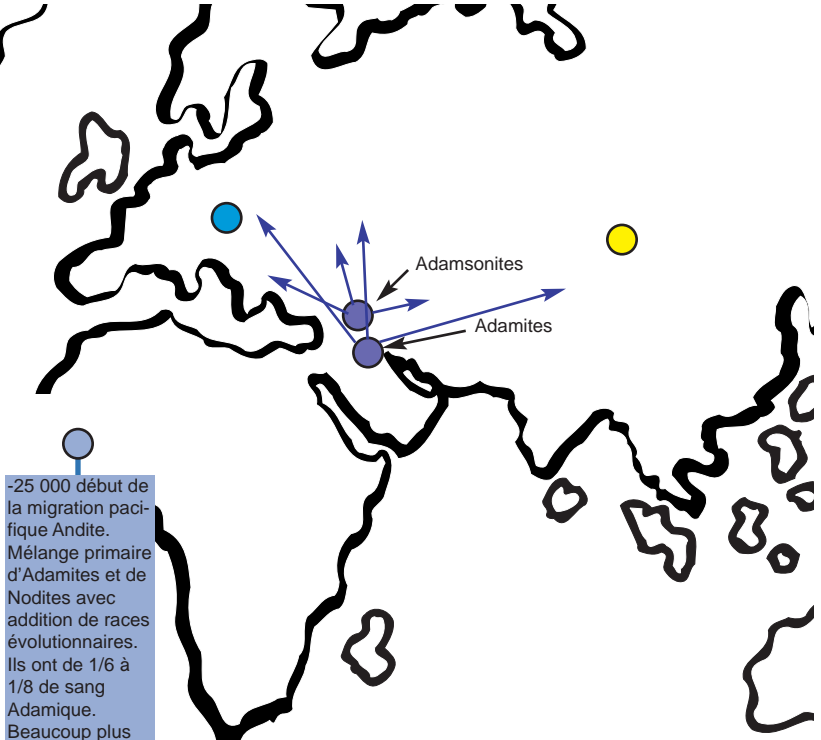 Adamsonites
Adamites
-25 000 début de
la migration paci-
fique Andite.
Mélange primaire
d'Adamites et de
Nodites avec
addition de races
évolutionnaires.
Ils ont de 1/6 à
1/8 de sang
Adamique.
Beaucoup plus